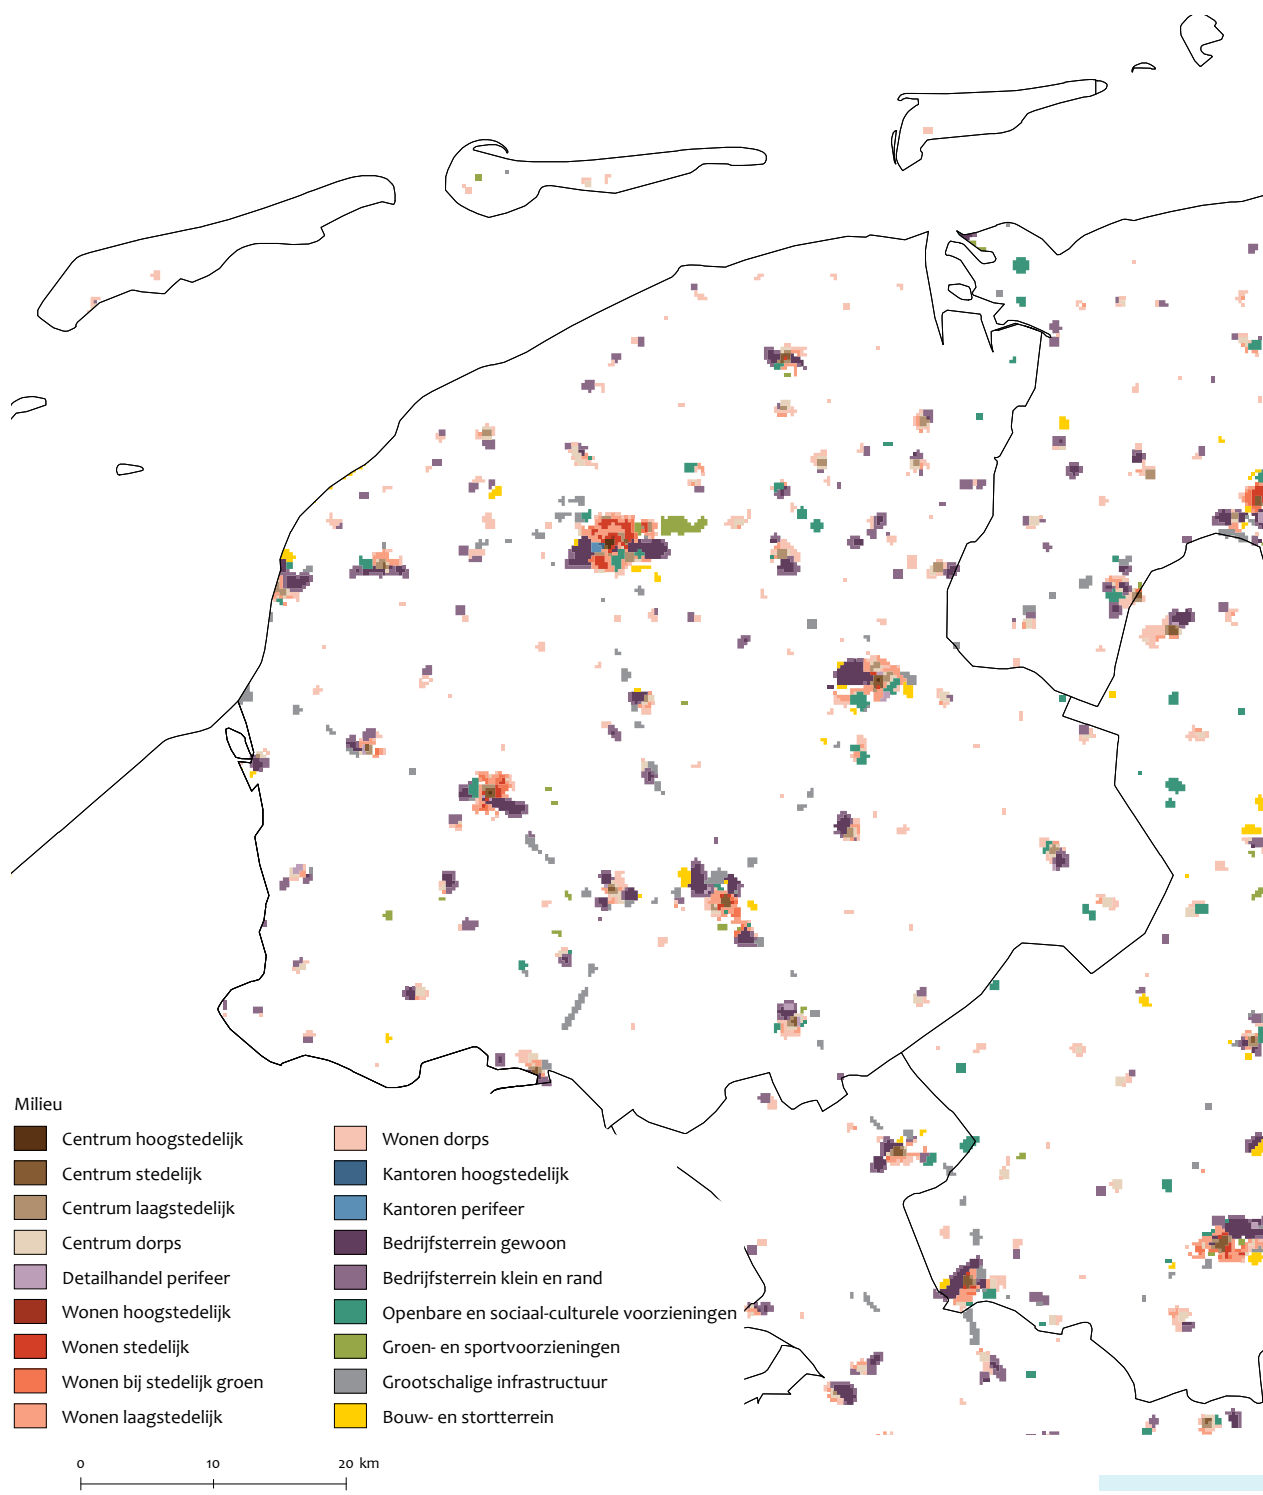 Milieu
Centrum hoogstedelijk
Centrum stedelijk
Centrum laagstedelijk
Centrum dorps
Detailhandel perifeer
Wonen hoogstedelijk
Wonen stedelijk
Wonen bij stedelijk groen
Wonen laagstedelijk
Wonen dorps
Kantoren hoogstedelijk
Kantoren perifeer
Bedrijfsterrein gewoon
Bedrijfsterrein klein en rand
Openbare en sociaal-culturele voorzieningen
Groen- en sportvoorzieningen
Grootschalige infrastructuur
Bouw- en stortterrein
0 10 20 km